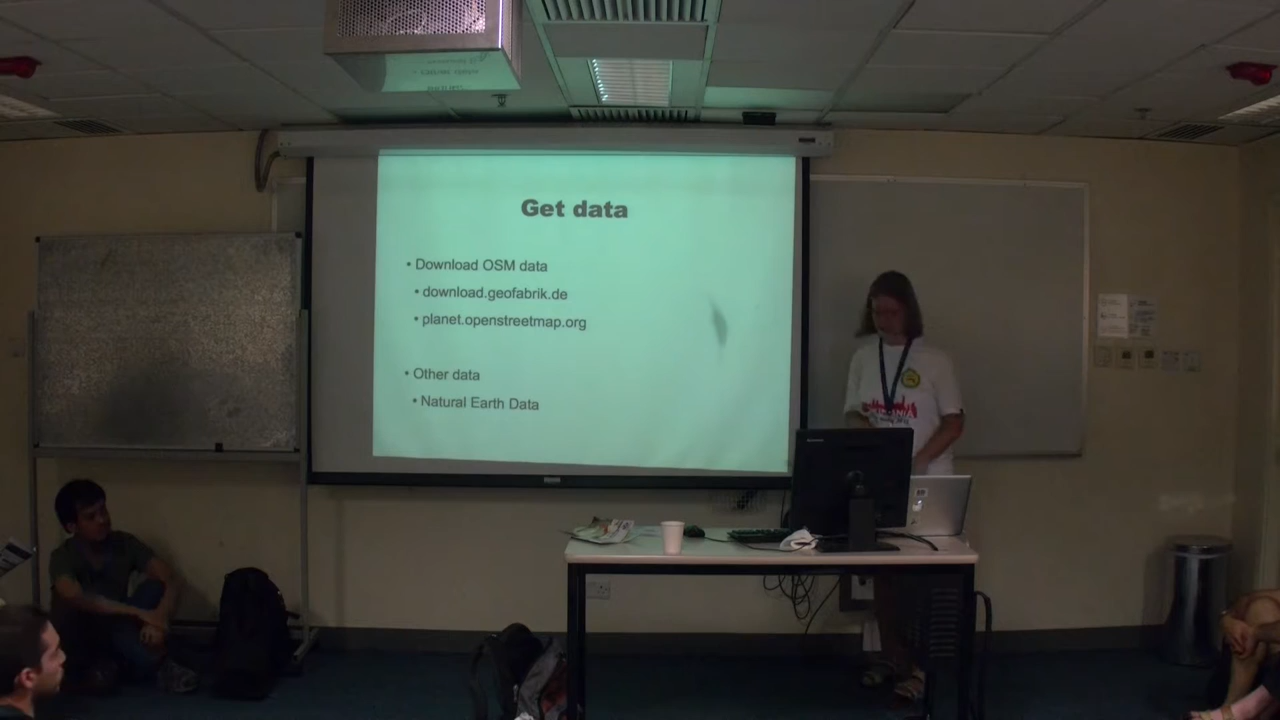 Get data
• Download OSM data
• download.geofabrik.de
• planet.openstreetmap.org
• Other data
• Natural Earth Data